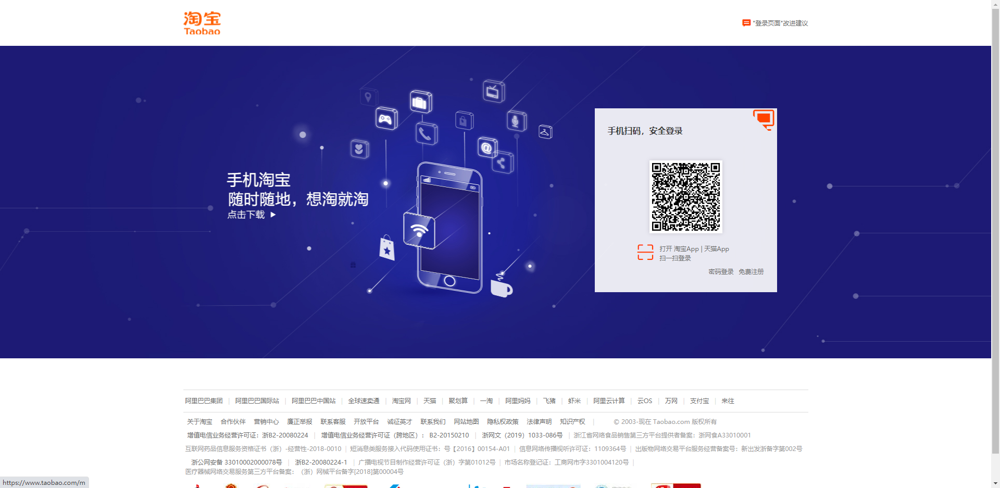 淘宝
Taobao
"登录页面"改进建议
手机淘宝
随时随地，想淘就淘
点击下载
手机扫码，安全登录
打开 淘宝App | 天猫App
扫一扫登录
密码登录 免费注册
阿里巴巴集团 | 阿里巴巴国际站 | 阿里巴巴中国站 | 全球速卖通 | 淘宝网 | 天猫 | 聚划算 | 一淘 | 阿里妈妈 | 飞猪 | 虾米 | 阿里云计算 | 云OS | 万网 | 支付宝 | 来往
关于淘宝 合作伙伴 营销中心 廉正举报 联系客服 开放平台 诚征英才 联系我们 网站地图 隐私权政策 法律声明 知识产权 | © 2003-现在 Taobao.com 版权所有
增值电信业务经营许可证：浙B2-20080224 | 增值电信业务经营许可证（跨地区）： B2-20150210 | 浙网文（2019）1033-086号 | 浙江省网络食品销售第三方平台提供者备案：浙网食A33010001
互联网药品信息服务资格证书（浙）-经营性-2018-0010 | 短消息类服务接入代码使用证书：号【2016】00154-A01 | 信息网络传播视听许可证：1109364号 | 出版物网络交易平台服务经营备案号：新出发浙备字第002号
浙公网安备 33010002000078号 | 浙B2-20080224-1 | 广播电视节目制作经营许可证（浙）字第01012号 | 市场名称登记证：工商网市字3301004120号 |
医疗器械网络交易服务第三方平台备案：（浙）网械平台备字[2018]第00004号
https://www.taobao.com/m